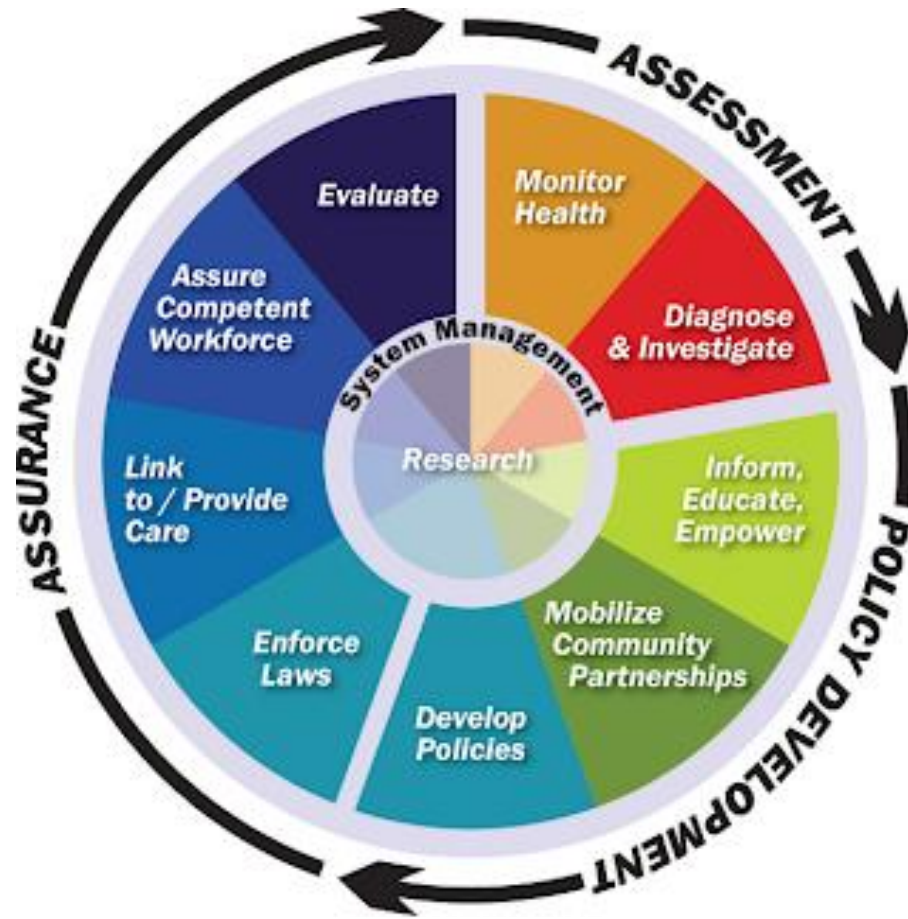 ASSESSMENT
Monitor
Health
Diagnose
& Investigate
POLICY DEVELOPMENT
Inform,
Educate,
Empower
Mobilize
Community
Partnerships
Develop
Policies
ASSURANCE
Enforce
Laws
Link
to / Provide
Care
Assure
Competent
Workforce
Evaluate
System Management
Research